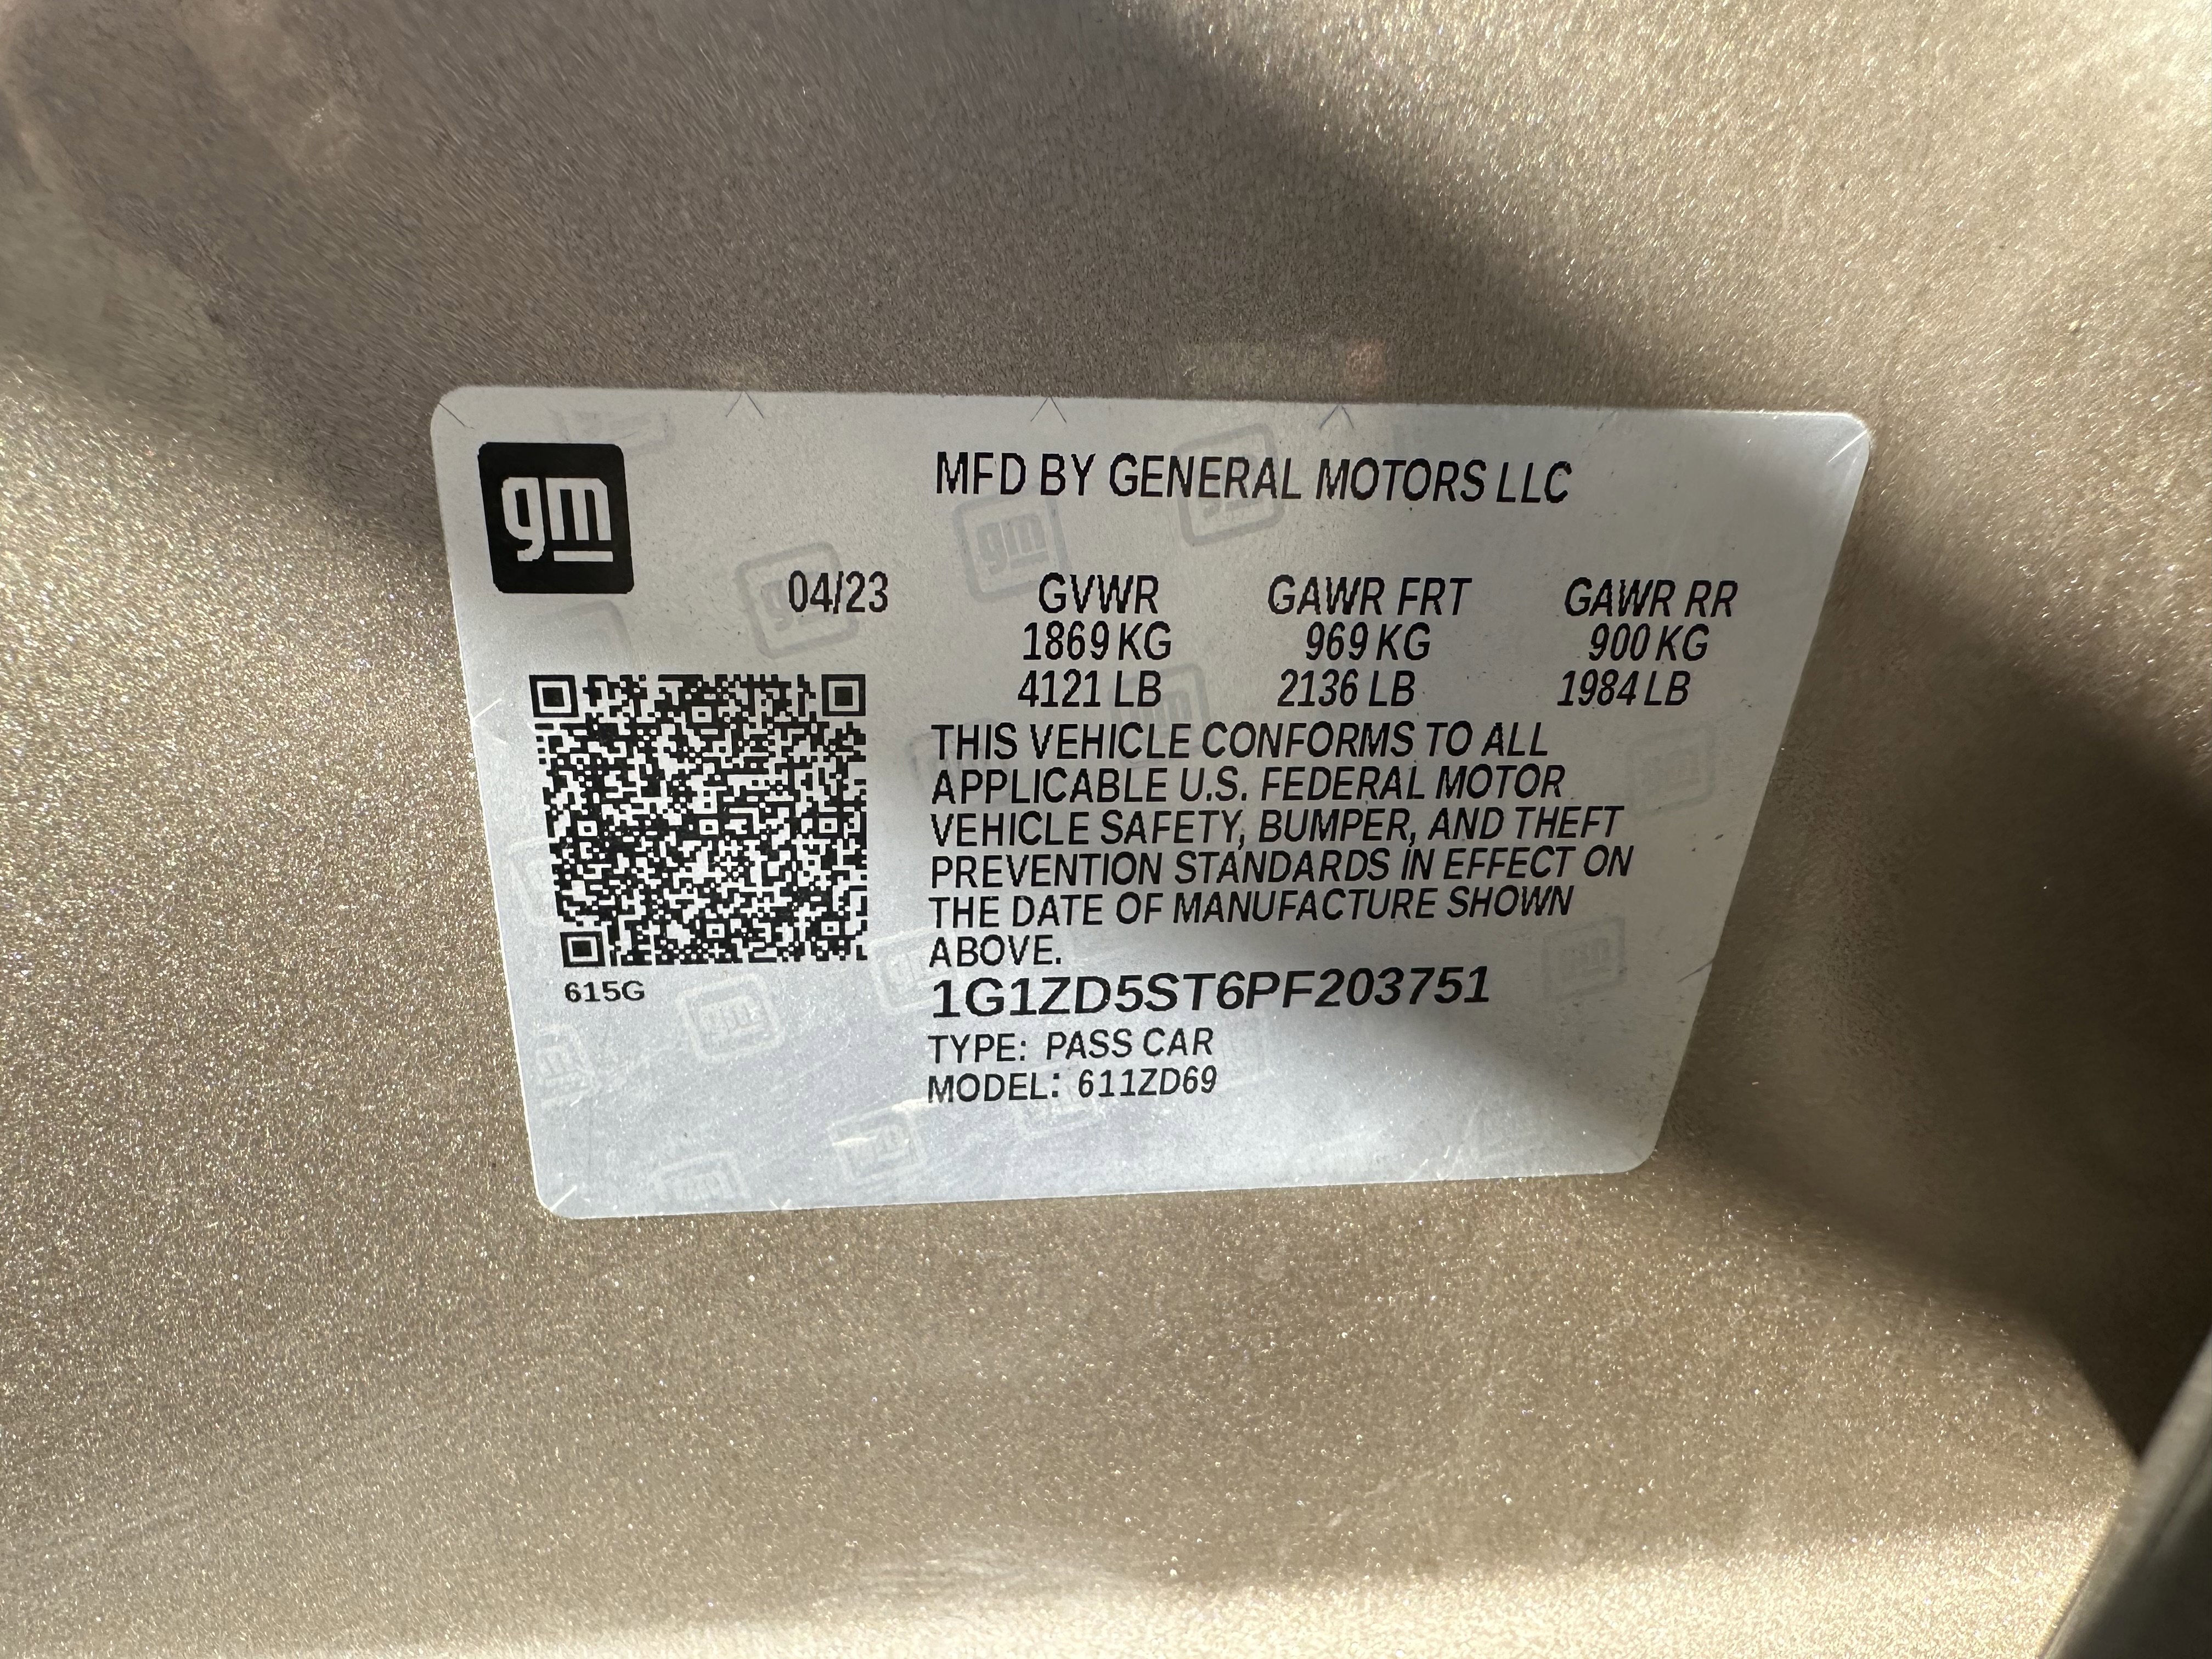 gm
MFD BY GENERAL MOTORS LLC
04/23 GVWR GAWR FRT GAWR RR
1869 KG 969 KG 900 KG
4121 LB 2136 LB 1984 LB
THIS VEHICLE CONFORMS TO ALL
APPLICABLE U.S. FEDERAL MOTOR
VEHICLE SAFETY, BUMPER, AND THEFT
PREVENTION STANDARDS IN EFFECT ON
THE DATE OF MANUFACTURE SHOWN
ABOVE.
615G
1G1ZD5ST6PF203751
TYPE: PASS CAR
MODEL: 611ZD69